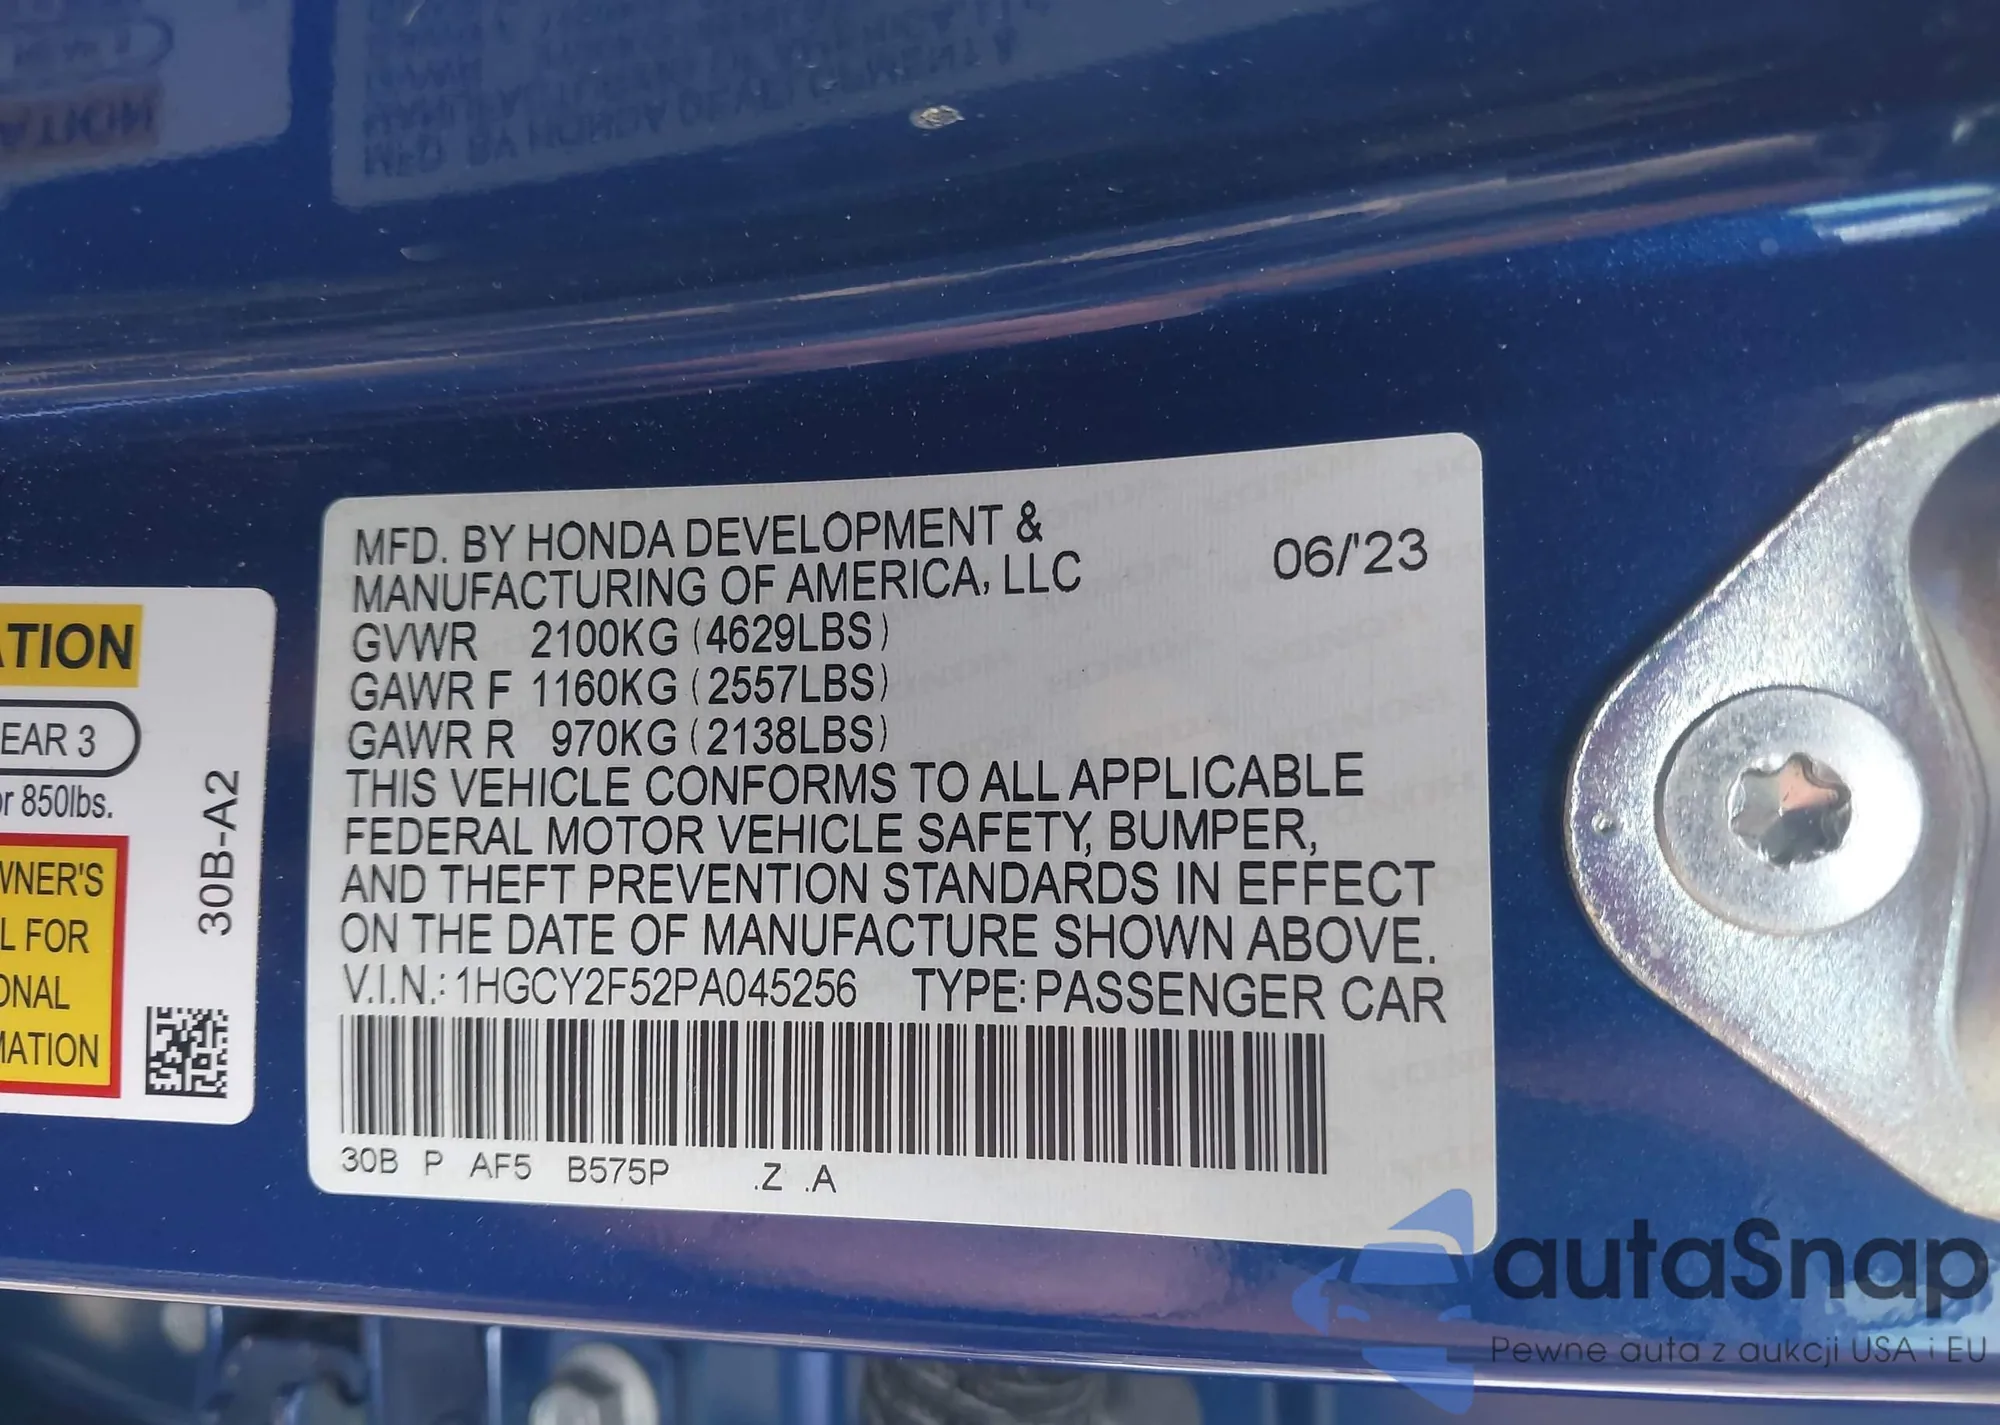 MFD. BY HONDA DEVELOPMENT &
MANUFACTURING OF AMERICA, LLC
06/'23
GVWR 2100KG (4629LBS)
GAWR F 1160KG (2557LBS)
GAWR R 970KG (2138LBS)
THIS VEHICLE CONFORMS TO ALL APPLICABLE
FEDERAL MOTOR VEHICLE SAFETY, BUMPER,
AND THEFT PREVENTION STANDARDS IN EFFECT
ON THE DATE OF MANUFACTURE SHOWN ABOVE.
V.I.N.: 1HGCY2F52PA045256 TYPE: PASSENGER CAR
30B P AF5 B575P .Z .A
ATION
EAR 3
or 850lbs.
WNER'S
L FOR
ONAL
MATION
30B-A2
autaSnap
Pewne auta z aukcji USA i EU